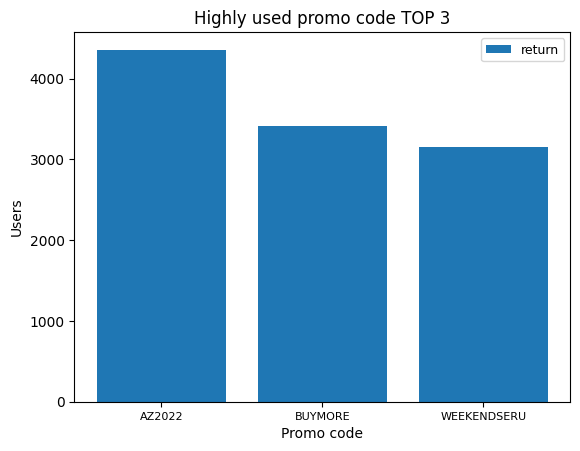 Highly used promo code TOP 3
return
Users
4000
3000
2000
1000
0
AZ2022 BUYMORE WEEKENDSERU
Promo code